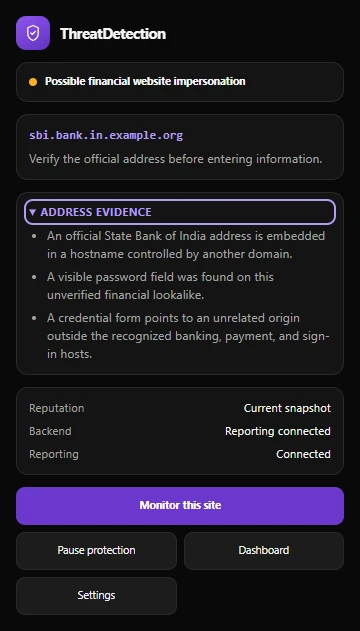 ThreatDetection
Possible financial website impersonation
sbi.bank.in.example.org
Verify the official address before entering information.
▼ ADDRESS EVIDENCE
• An official State Bank of India address is embedded
in a hostname controlled by another domain.
• A visible password field was found on this
unverified financial lookalike.
• A credential form points to an unrelated origin
outside the recognized banking, payment, and sign-
in hosts.
Reputation Current snapshot
Backend Reporting connected
Reporting Connected
Monitor this site
Pause protection Dashboard
Settings